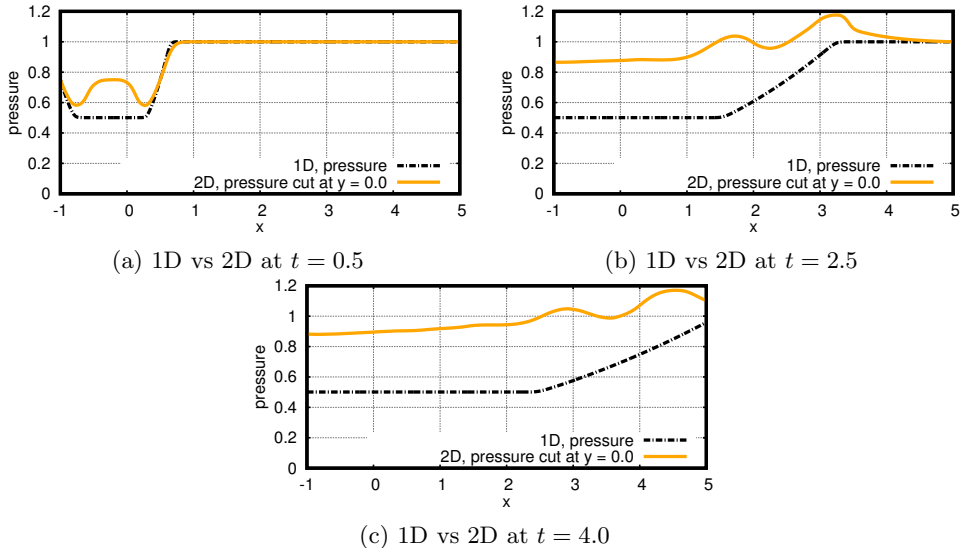 1.2
1
0.8
0.6
0.4
0.2
0
pressure
1D, pressure
2D, pressure cut at y = 0.0
-1 0 1 2 3 4 5
x
(a) 1D vs 2D at t = 0.5
1.2
1
0.8
0.6
0.4
0.2
0
pressure
1D, pressure
2D, pressure cut at y = 0.0
-1 0 1 2 3 4 5
x
(b) 1D vs 2D at t = 2.5
1.2
1
0.8
0.6
0.4
0.2
0
pressure
1D, pressure
2D, pressure cut at y = 0.0
-1 0 1 2 3 4 5
x
(c) 1D vs 2D at t = 4.0